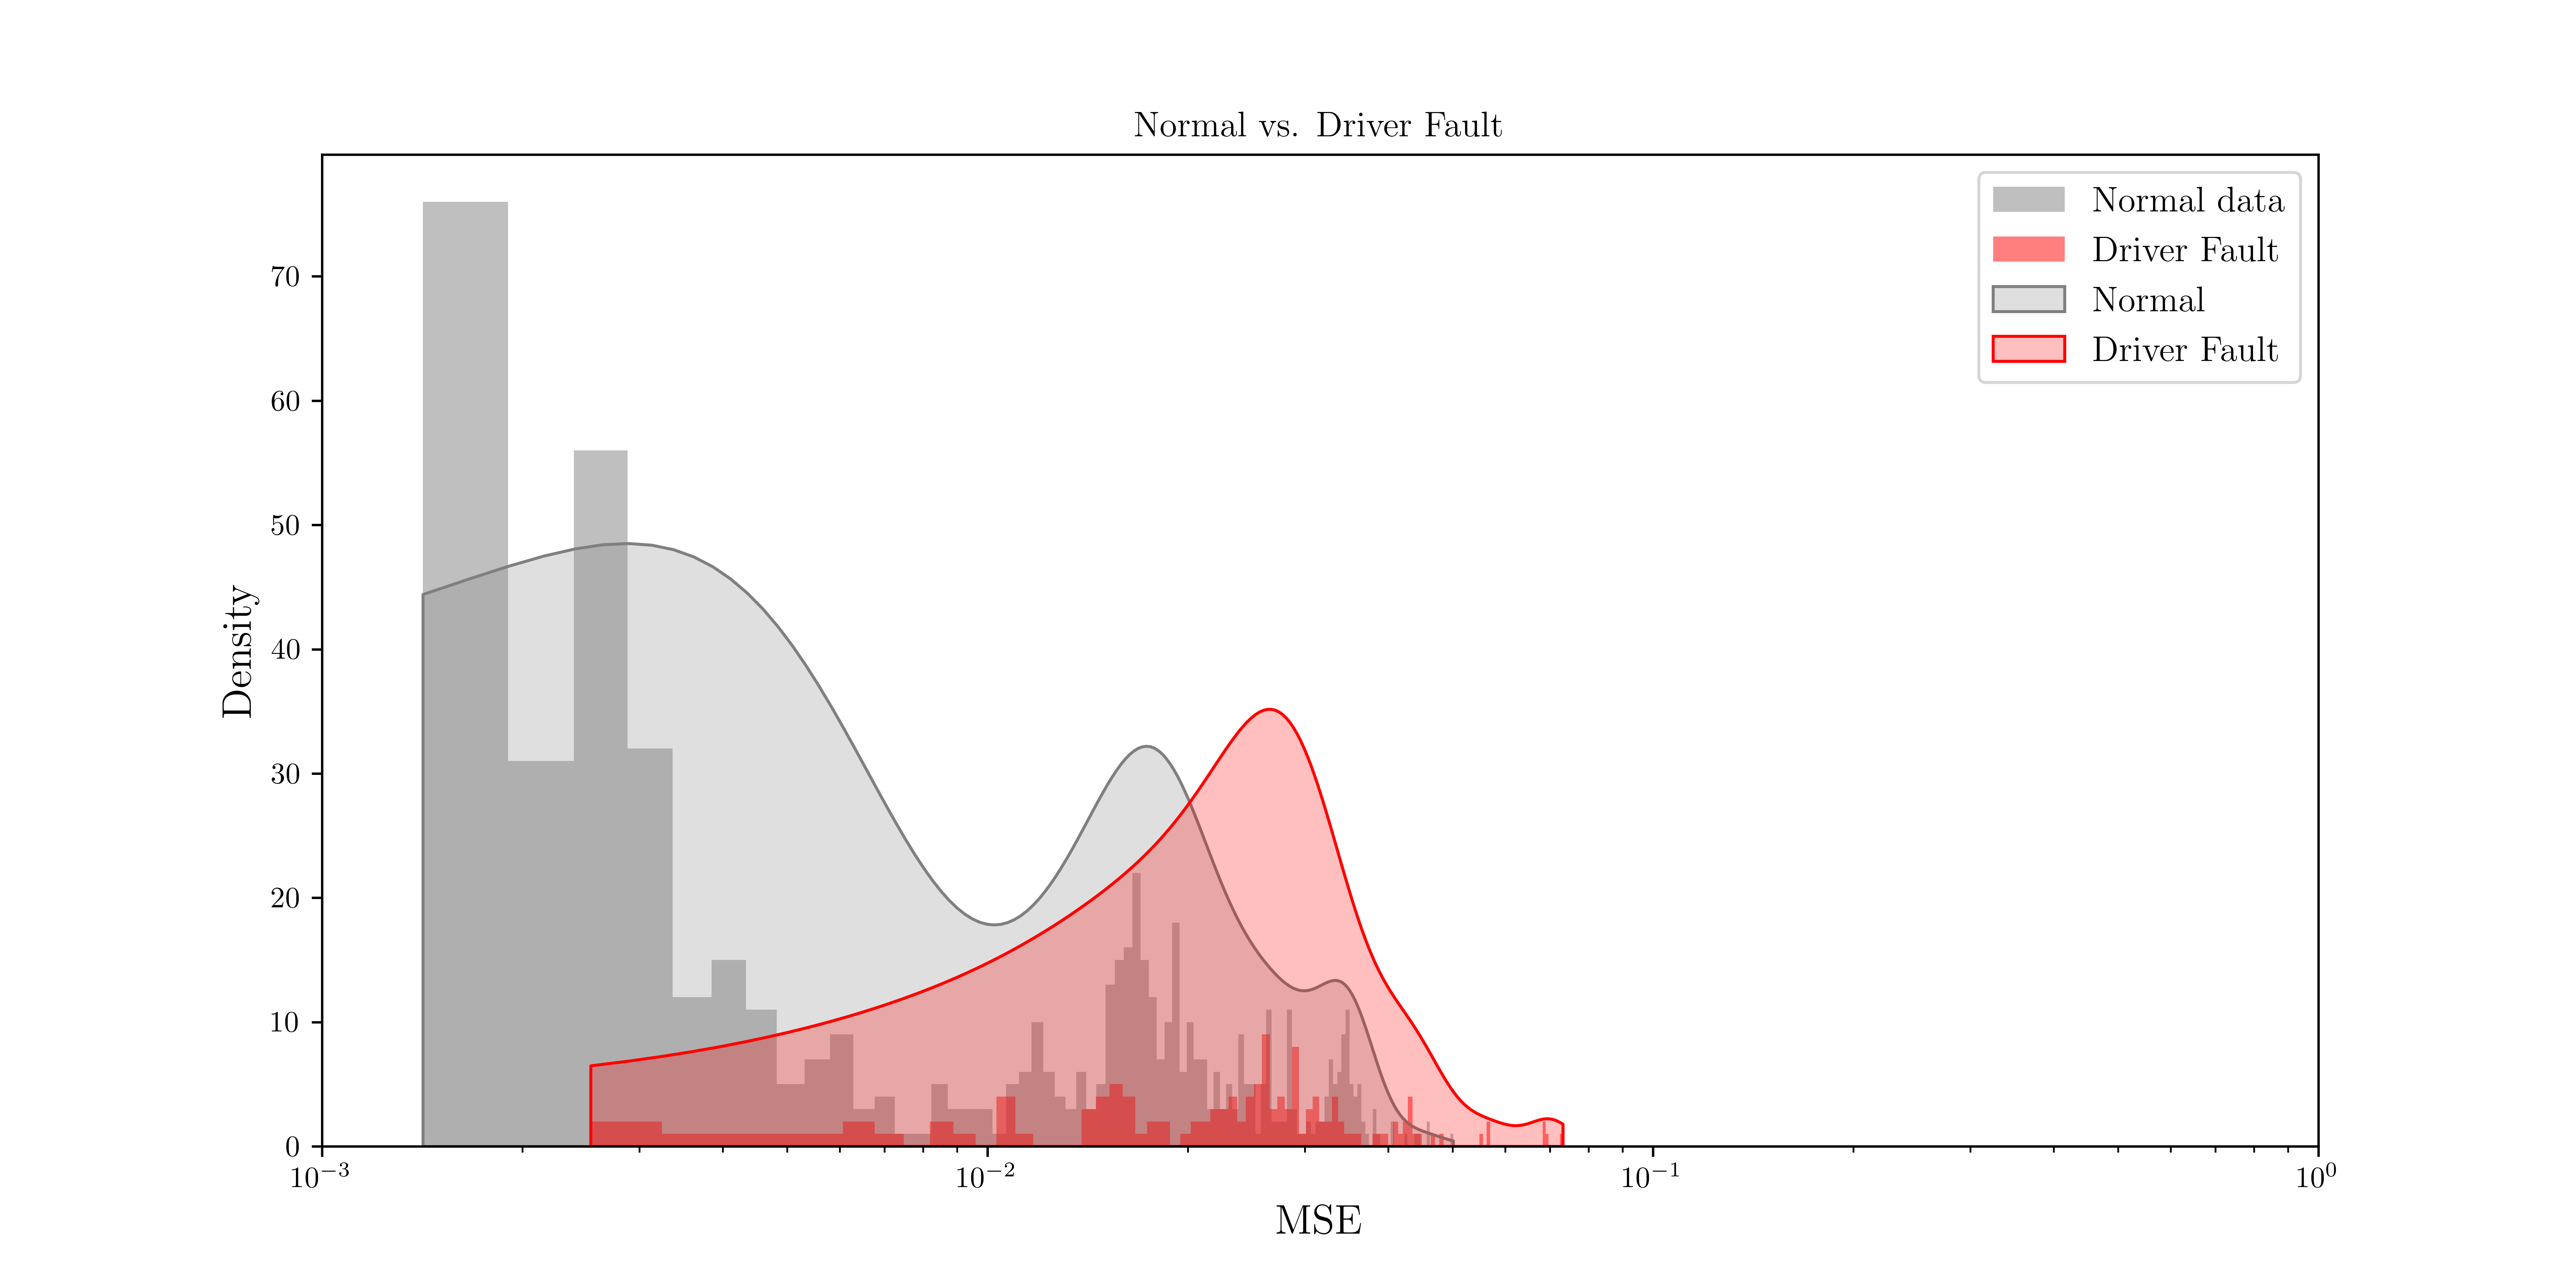 Normal vs. Driver Fault
Normal data
Driver Fault
Normal
Driver Fault
70
60
50
40
30
20
10
0
Density
10⁻³
10⁻²
10⁻¹
10⁰
MSE